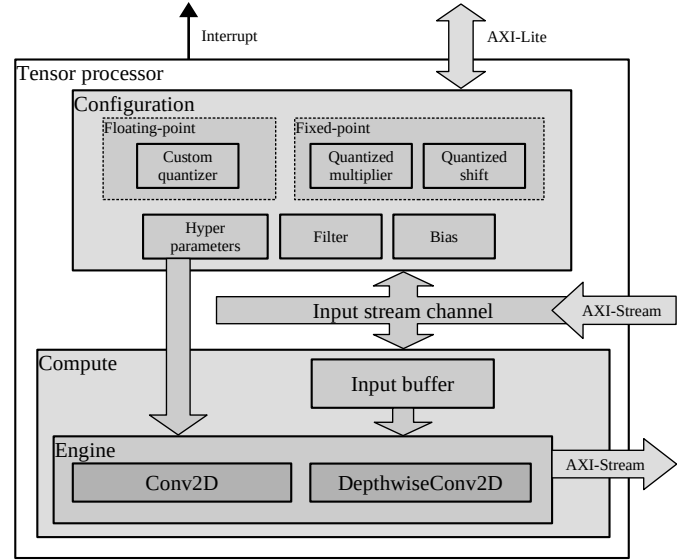 Interrupt
AXI-Lite
Tensor processor
Configuration
Floating-point
Custom
quantizer
Fixed-point
Quantized
multiplier
Quantized
shift
Hyper
parameters
Filter
Bias
Input stream channel
AXI-Stream
Compute
Input buffer
Engine
Conv2D
DepthwiseConv2D
AXI-Stream